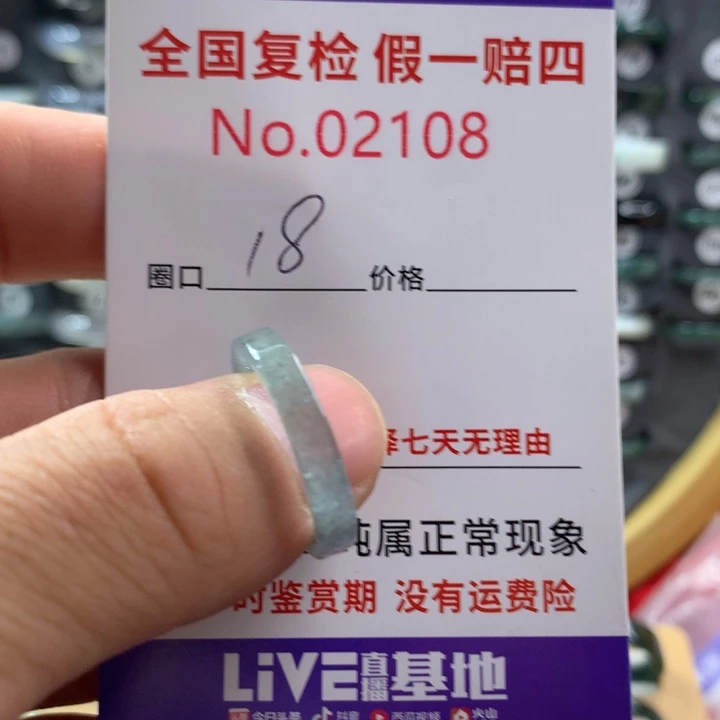 全国复检 假一赔四
No.02108
圈口 18 价格
择七天无理由
纯属正常现象
时鉴赏期 没有运费险
LiVE直播基地
今日头条 抖音 西瓜视频 火山